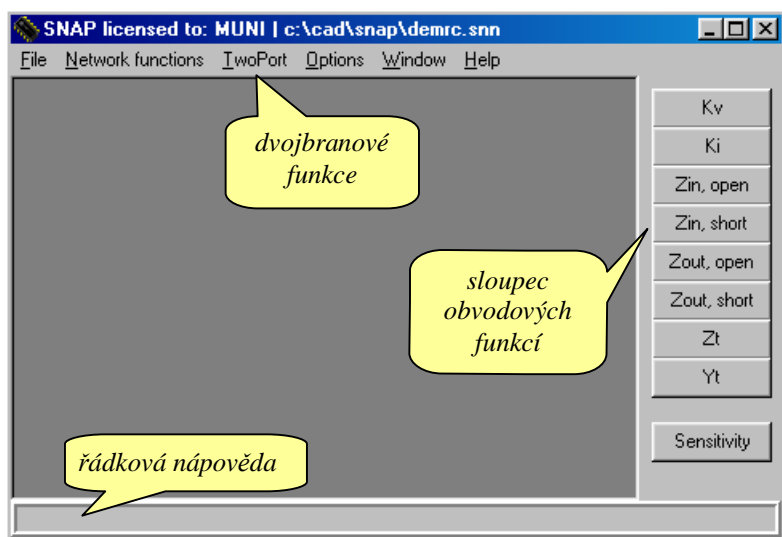 SNAP licensed to: MUNI | c:\cad\snap\demrc.snn
File Network functions TwoPort Options Window Help
dvojbranové
funkce
Kv
Ki
Zin, open
Zin, short
Zout, open
Zout, short
Zt
Yt
sloupec
obvodových
funkcí
Sensitivity
řádková nápověda